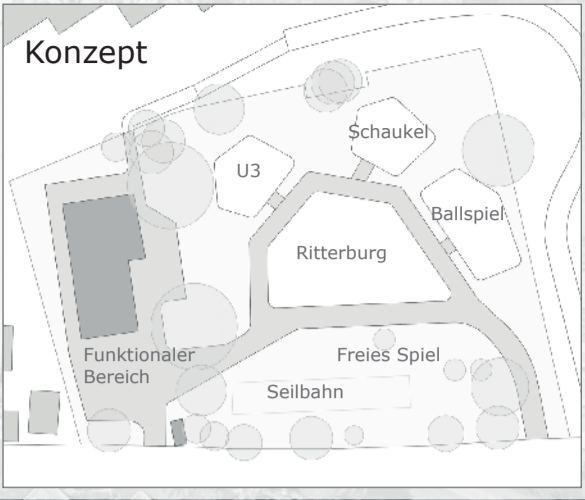 Konzept
Schaukel
U3
Ballspiel
Ritterburg
Funktionaler
Bereich
Freies Spiel
Seilbahn